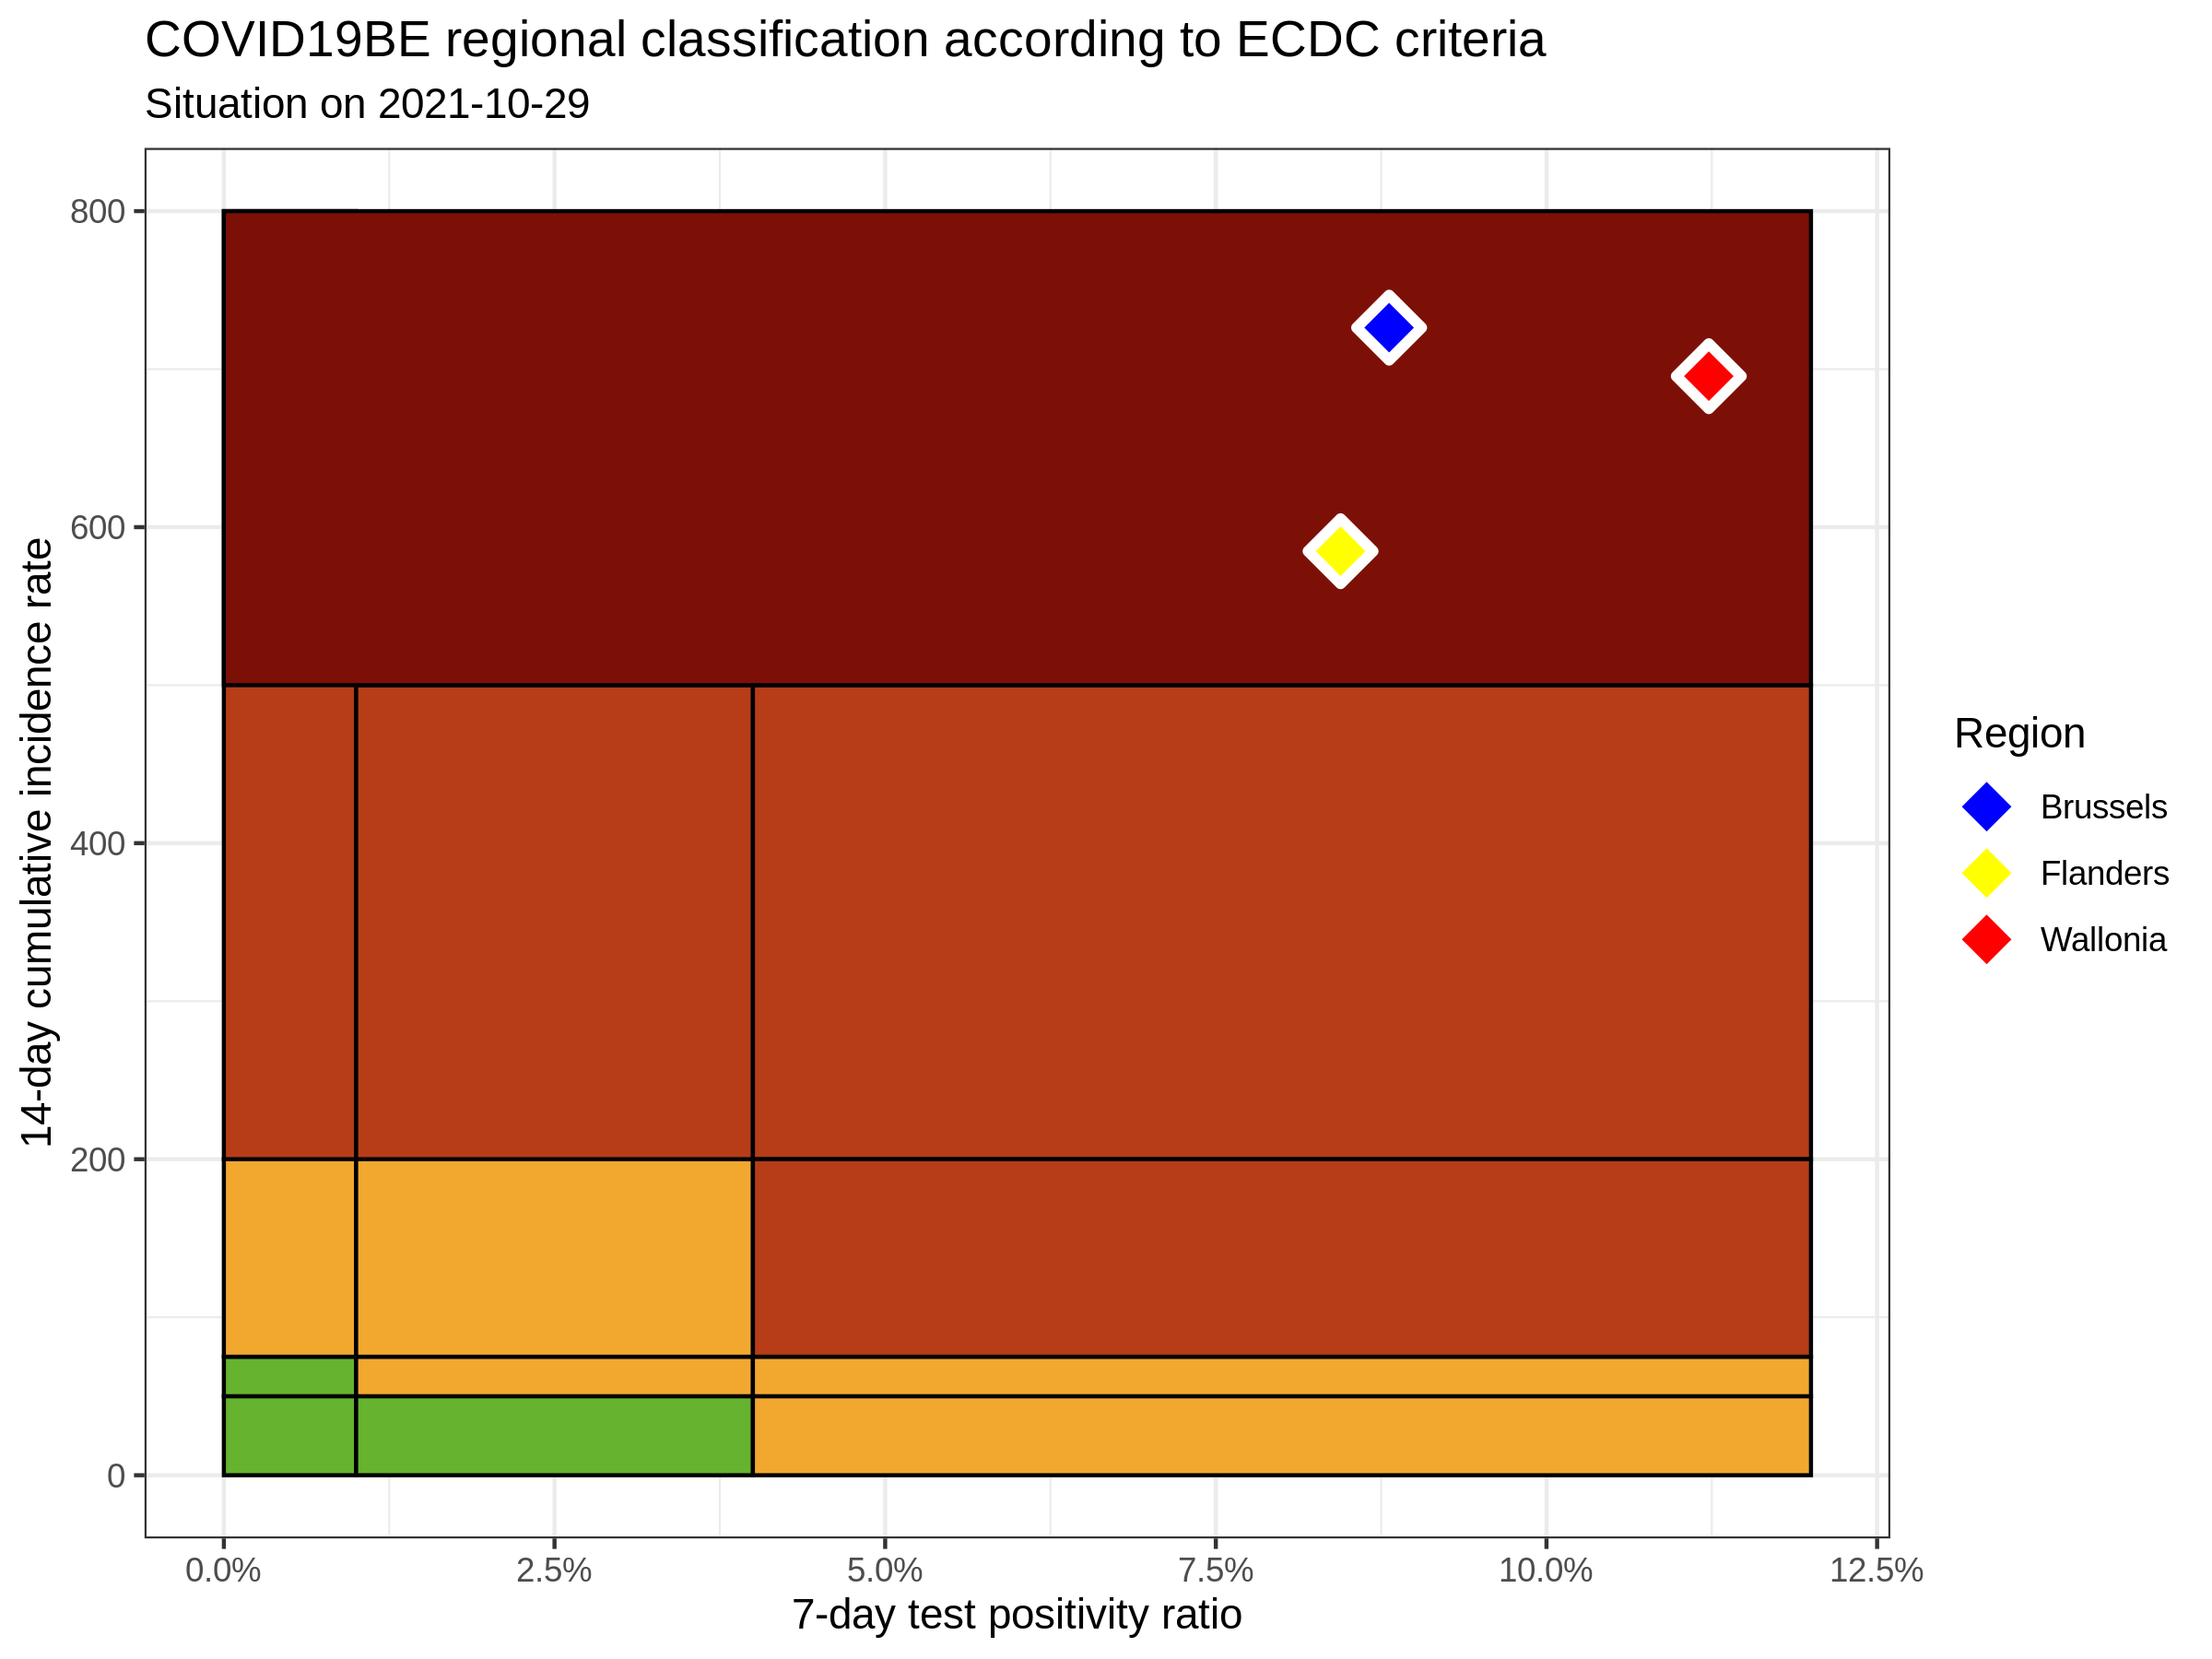 COVID19BE regional classification according to ECDC criteria
Situation on 2021-10-29
14-day cumulative incidence rate
800
600
400
200
0
0.0%
2.5%
5.0%
7.5%
10.0%
12.5%
7-day test positivity ratio
Region
Brussels
Flanders
Wallonia